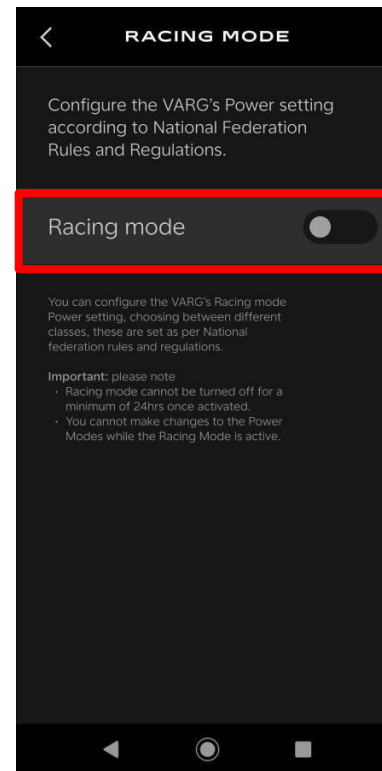 RACING MODE
Configure the VARG's Power setting
according to National Federation
Rules and Regulations.
Racing mode
You can configure the VARG's Racing mode
Power setting, choosing between different
classes, these are set as per National
federation rules and regulations.
Important: please note
· Racing mode cannot be turned off for a
minimum of 24hrs once activated.
· You cannot make changes to the Power
Modes while the Racing Mode is active.